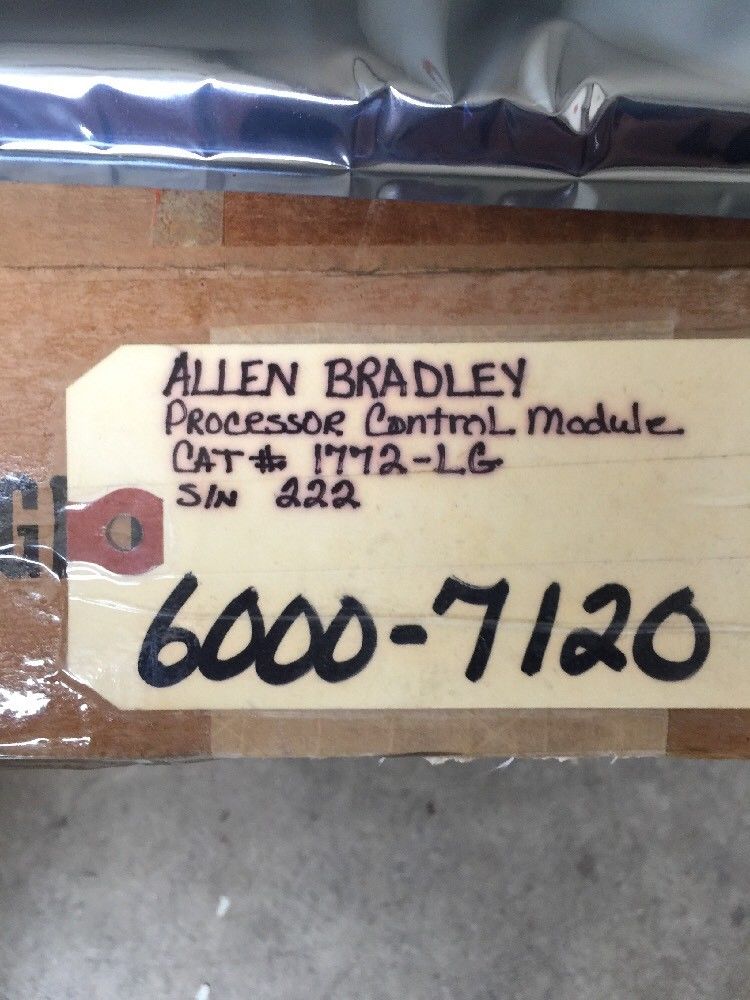 ALLEN BRADLEY
PROCESSOR Control Module
CAT # 1772-LG
S/N 222
6000-7120